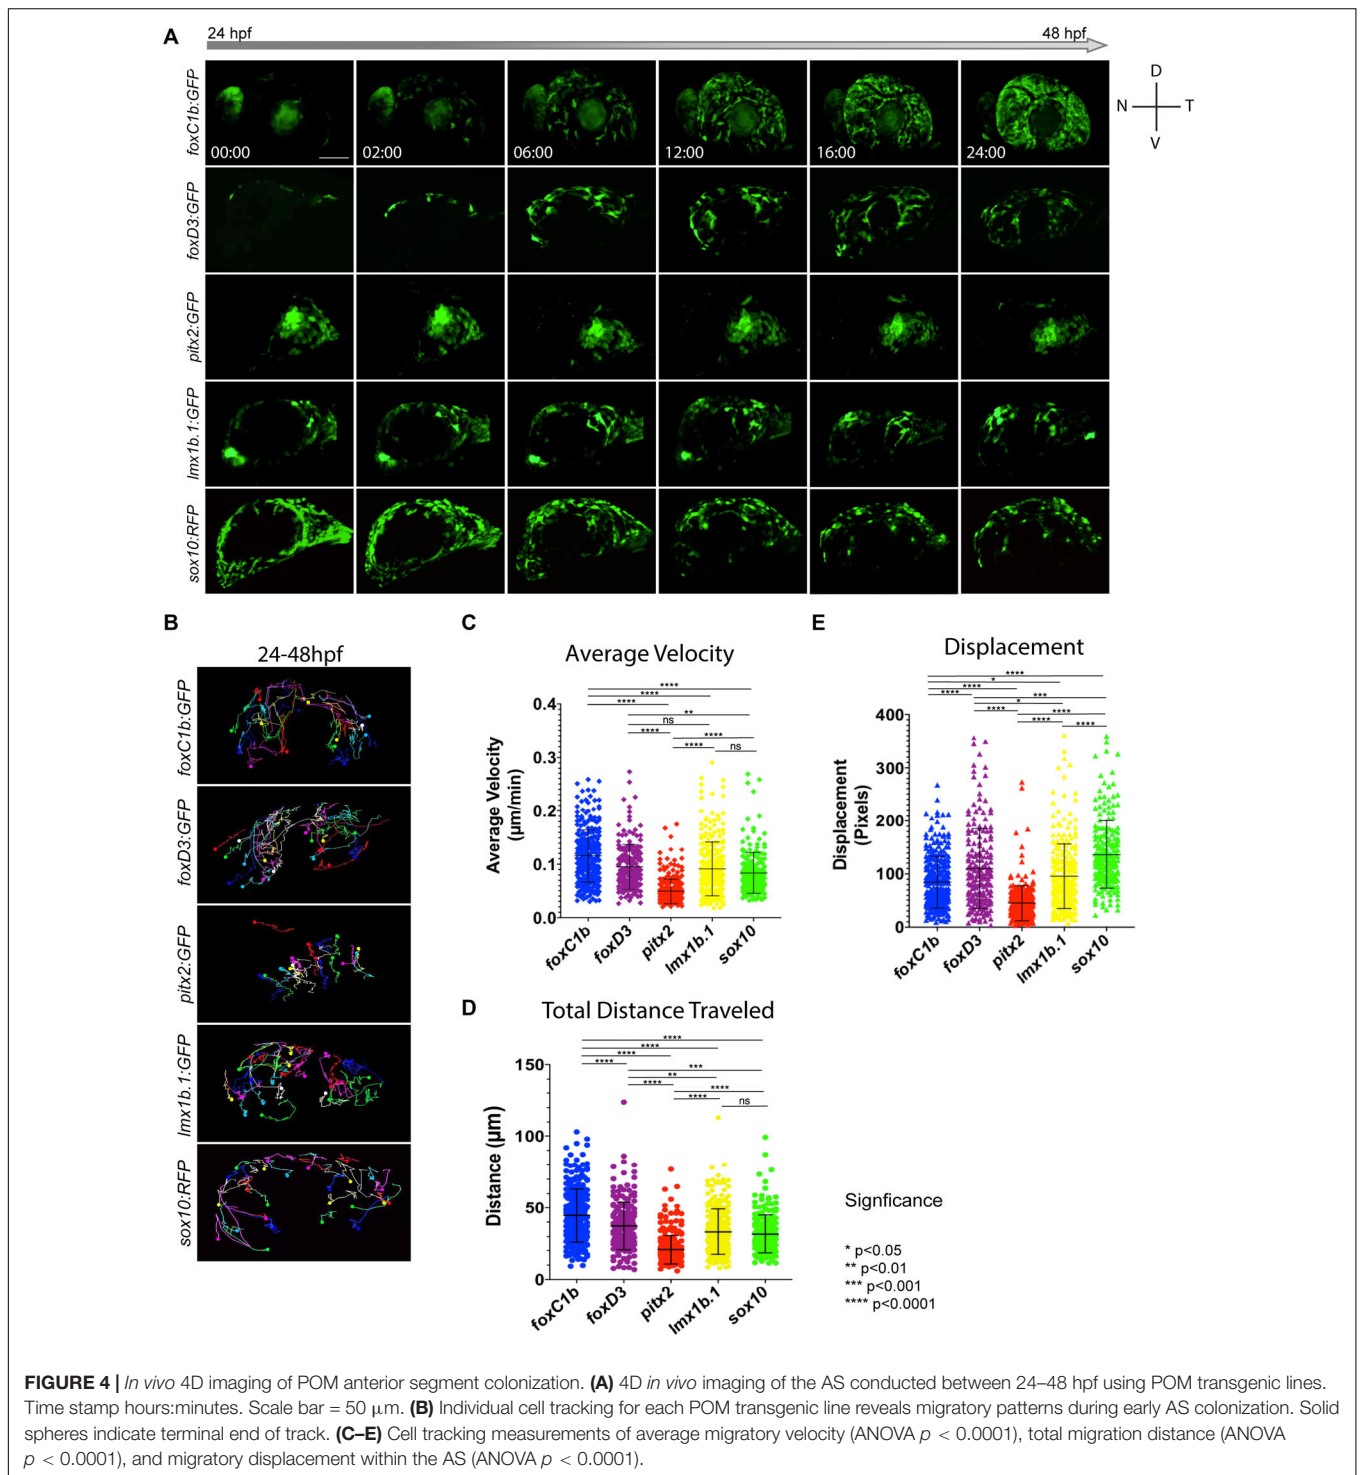 A
24 hpf
48 hpf
foxC1b:GFP
00:00
02:00
06:00
12:00
16:00
24:00
D
N
T
V
foxD3:GFP
pitx2:GFP
lmx1b.1:GFP
sox10:RFP
B
24-48hpf
foxC1b:GFP
foxD3:GFP
pitx2:GFP
lmx1b.1:GFP
sox10:RFP
C
Average Velocity
****
****
****
**
ns
****
****
****
ns
Average Velocity
(μm/min)
0.4
0.3
0.2
0.1
0.0
foxC1b
foxD3
pitx2
lmx1b.1
sox10
D
Total Distance Traveled
****
****
****
****
***
**
****
****
****
ns
Distance (μm)
150
100
50
0
foxC1b
foxD3
pitx2
lmx1b.1
sox10
E
Displacement
****
*
****
****
***
*
****
****
****
****
Displacement
(Pixels)
400
300
200
100
0
foxC1b
foxD3
pitx2
lmx1b.1
sox10
Signficance
* p<0.05
** p<0.01
*** p<0.001
**** p<0.0001
FIGURE 4 | In vivo 4D imaging of POM anterior segment colonization. (A) 4D in vivo imaging of the AS conducted between 24–48 hpf using POM transgenic lines.
Time stamp hours:minutes. Scale bar = 50 μm. (B) Individual cell tracking for each POM transgenic line reveals migratory patterns during early AS colonization. Solid
spheres indicate terminal end of track. (C–E) Cell tracking measurements of average migratory velocity (ANOVA p < 0.0001), total migration distance (ANOVA
p < 0.0001), and migratory displacement within the AS (ANOVA p < 0.0001).